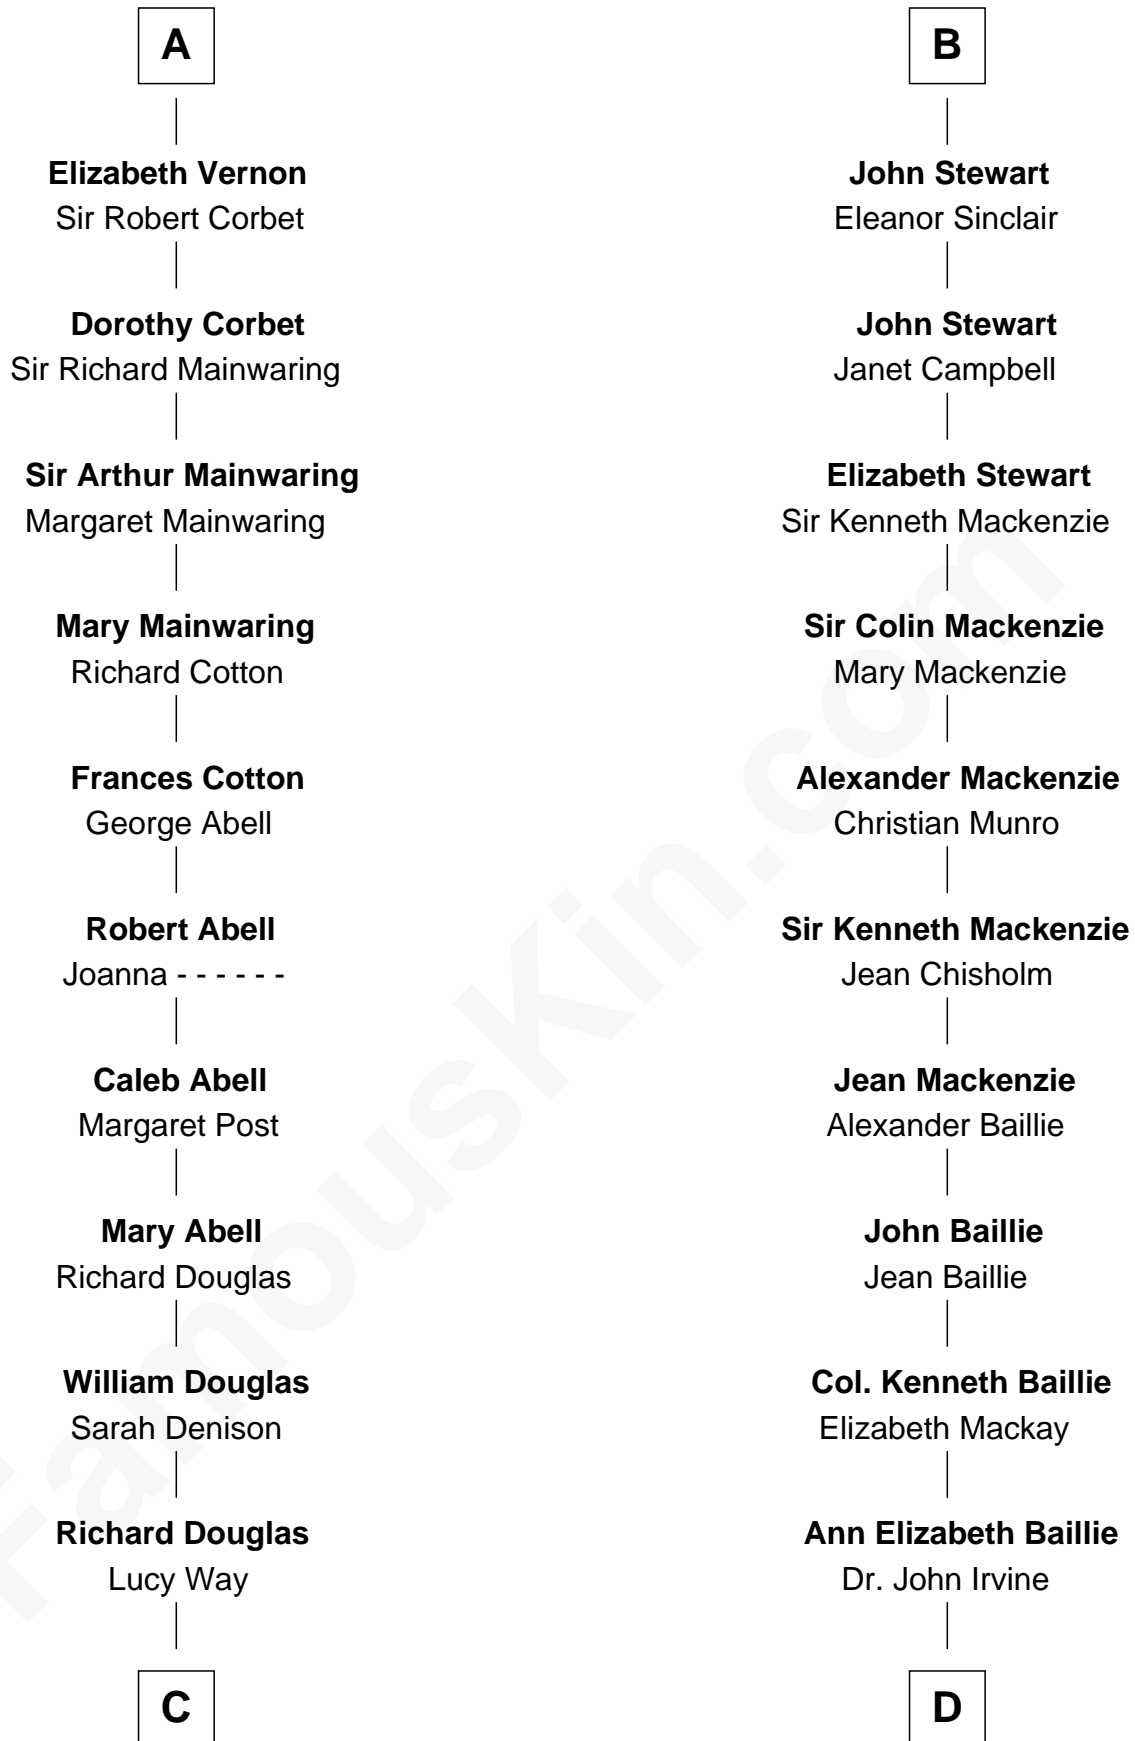 A
Elizabeth Vernon
Sir Robert Corbet
Dorothy Corbet
Sir Richard Mainwaring
Sir Arthur Mainwaring
Margaret Mainwaring
Mary Mainwaring
Richard Cotton
Frances Cotton
George Abell
Robert Abell
Joanna - - - - - -
Caleb Abell
Margaret Post
Mary Abell
Richard Douglas
William Douglas
Sarah Denison
Richard Douglas
Lucy Way
C
B
John Stewart
Eleanor Sinclair
John Stewart
Janet Campbell
Elizabeth Stewart
Sir Kenneth Mackenzie
Sir Colin Mackenzie
Mary Mackenzie
Alexander Mackenzie
Christian Munro
Sir Kenneth Mackenzie
Jean Chisholm
Jean Mackenzie
Alexander Baillie
John Baillie
Jean Baillie
Col. Kenneth Baillie
Elizabeth Mackay
Ann Elizabeth Baillie
Dr. John Irvine
D
FamousKin.com